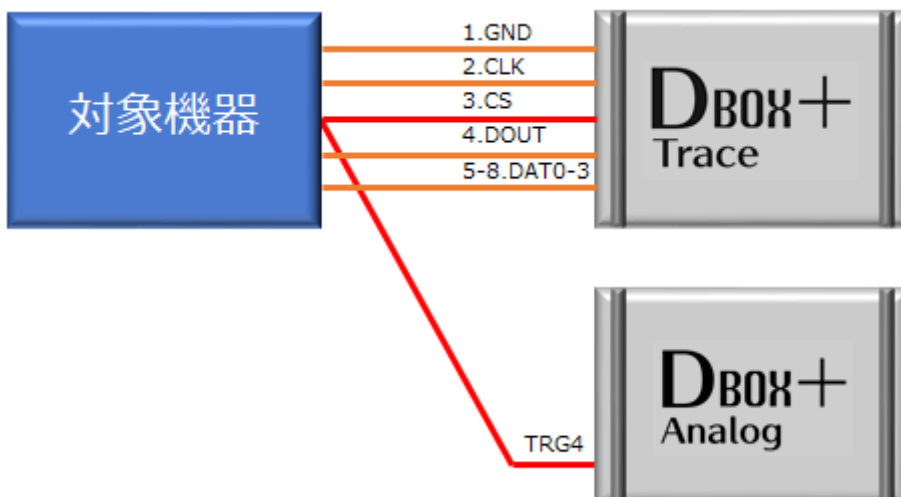 対象機器
1.GND
2.CLK
3.CS
4.DOUT
5-8.DAT0-3
DBOX+
Trace
DBOX+
Analog
TRG4